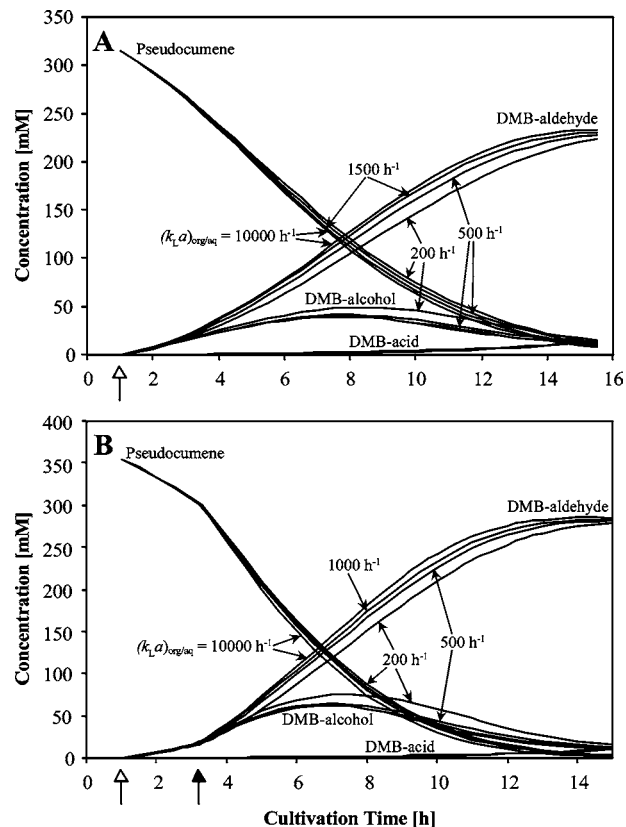 A
350
300
250
200
150
100
50
0
Concentration [mM]
Pseudocumene
DMB-aldehyde
1500 h-1
(kLa)org/aq = 10000 h-1
500 h-1
200 h-1
DMB-alcohol
DMB-acid
0 2 4 6 8 10 12 14 16
B
400
350
300
250
200
150
100
50
0
Concentration [mM]
Pseudocumene
DMB-aldehyde
1000 h-1
(kLa)org/aq = 10000 h-1
500 h-1
200 h-1
DMB-alcohol
DMB-acid
0 2 4 6 8 10 12 14
Cultivation Time [h]